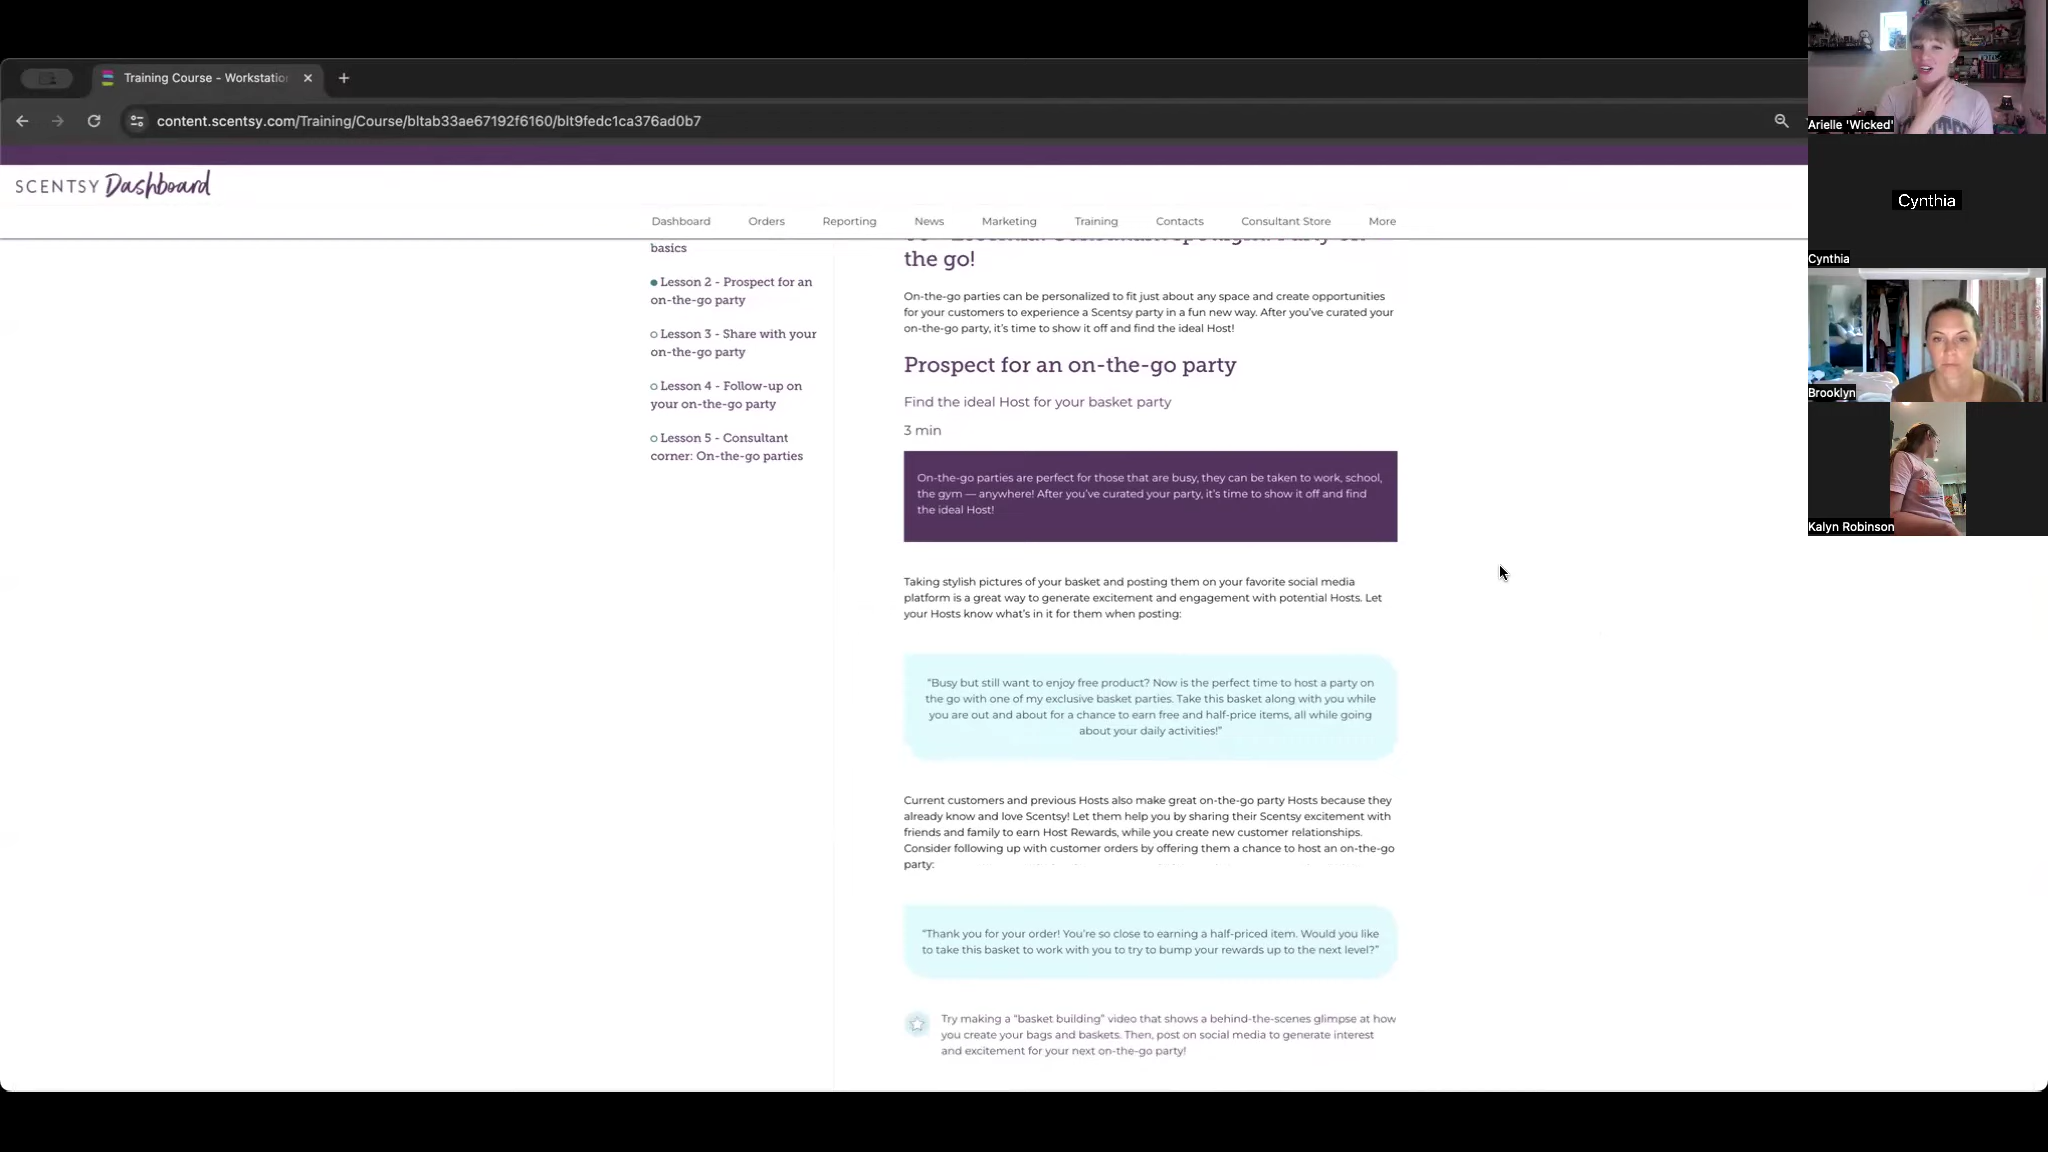 Training Course - Workstatio
content.scentsy.com/Training/Course/bltab33ae67192f6160/blt9fedc1ca376ad0b7
SCENTSY Dashboard
Dashboard
Orders
Reporting
News
Marketing
Training
Contacts
Consultant Store
More
basics
Lesson 2 - Prospect for an
on-the-go party
Lesson 3 - Share with your
on-the-go party
Lesson 4 - Follow-up on
your on-the-go party
Lesson 5 - Consultant
corner: On-the-go parties
the go!
On-the-go parties can be personalized to fit just about any space and create opportunities
for your customers to experience a Scentsy party in a fun new way. After you've curated your
on-the-go party, it's time to show it off and find the ideal Host!
Prospect for an on-the-go party
Find the ideal Host for your basket party
3 min
On-the-go parties are perfect for those that are busy, they can be taken to work, school,
the gym — anywhere! After you've curated your party, it's time to show it off and find
the ideal Host!
Taking stylish pictures of your basket and posting them on your favorite social media
platform is a great way to generate excitement and engagement with potential Hosts. Let
your Hosts know what's in it for them when posting:
"Busy but still want to enjoy free product? Now is the perfect time to host a party on
the go with one of my exclusive basket parties. Take this basket along with you while
you are out and about for a chance to earn free and half-price items, all while going
about your daily activities!"
Current customers and previous Hosts also make great on-the-go party Hosts because they
already know and love Scentsy! Let them help you by sharing their Scentsy excitement with
friends and family to earn Host Rewards, while you create new customer relationships.
Consider following up with customer orders by offering them a chance to host an on-the-go
party:
"Thank you for your order! You're so close to earning a half-priced item. Would you like
to take this basket to work with you to try to bump your rewards up to the next level?"
Try making a "basket building" video that shows a behind-the-scenes glimpse at how
you create your bags and baskets. Then, post on social media to generate interest
and excitement for your next on-the-go party!
Arielle 'Wicked'
Cynthia
Cynthia
Brooklyn
Kalyn Robinson